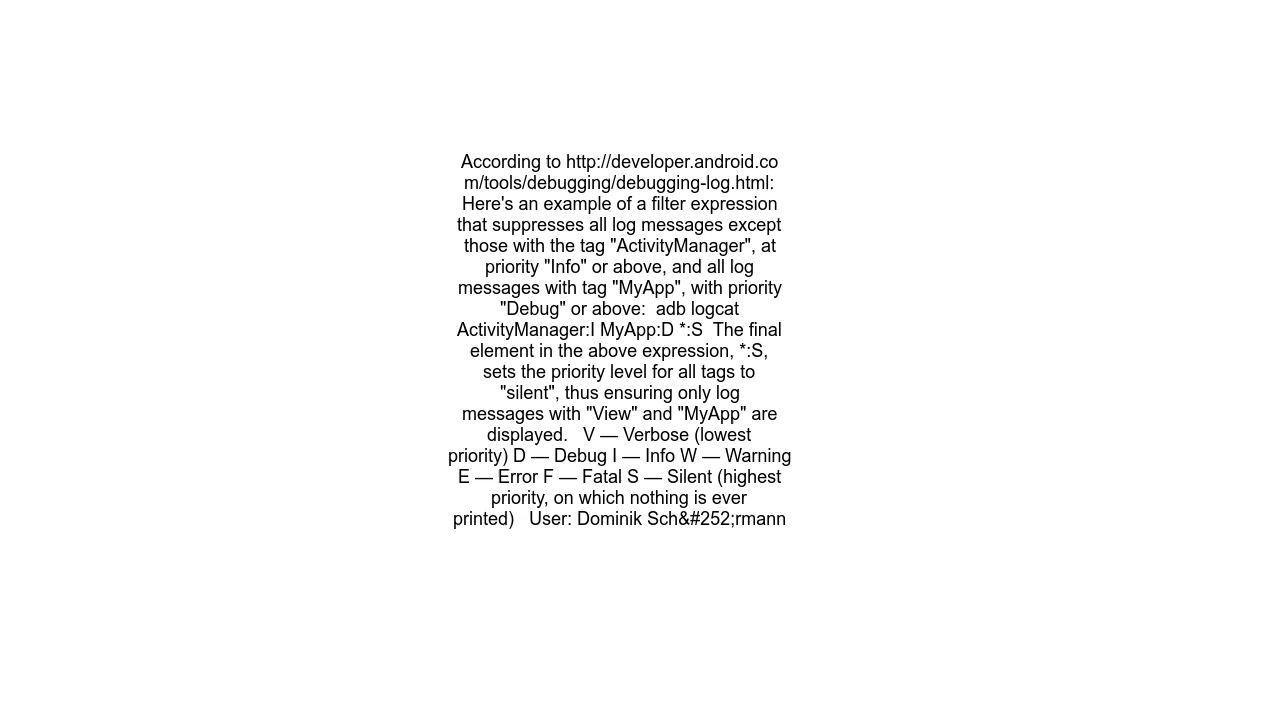 According to http://developer.android.co
m/tools/debugging/debugging-log.html:
Here's an example of a filter expression
that suppresses all log messages except
those with the tag "ActivityManager", at
priority "Info" or above, and all log
messages with tag "MyApp", with priority
"Debug" or above:  adb logcat
ActivityManager:I MyApp:D *:S  The final
element in the above expression, *:S,
sets the priority level for all tags to
"silent", thus ensuring only log
messages with "View" and "MyApp" are
displayed.   V — Verbose (lowest
priority) D — Debug I — Info W — Warning
E — Error F — Fatal S — Silent (highest
priority, on which nothing is ever
printed)   User: Dominik Sch&#252;rmann